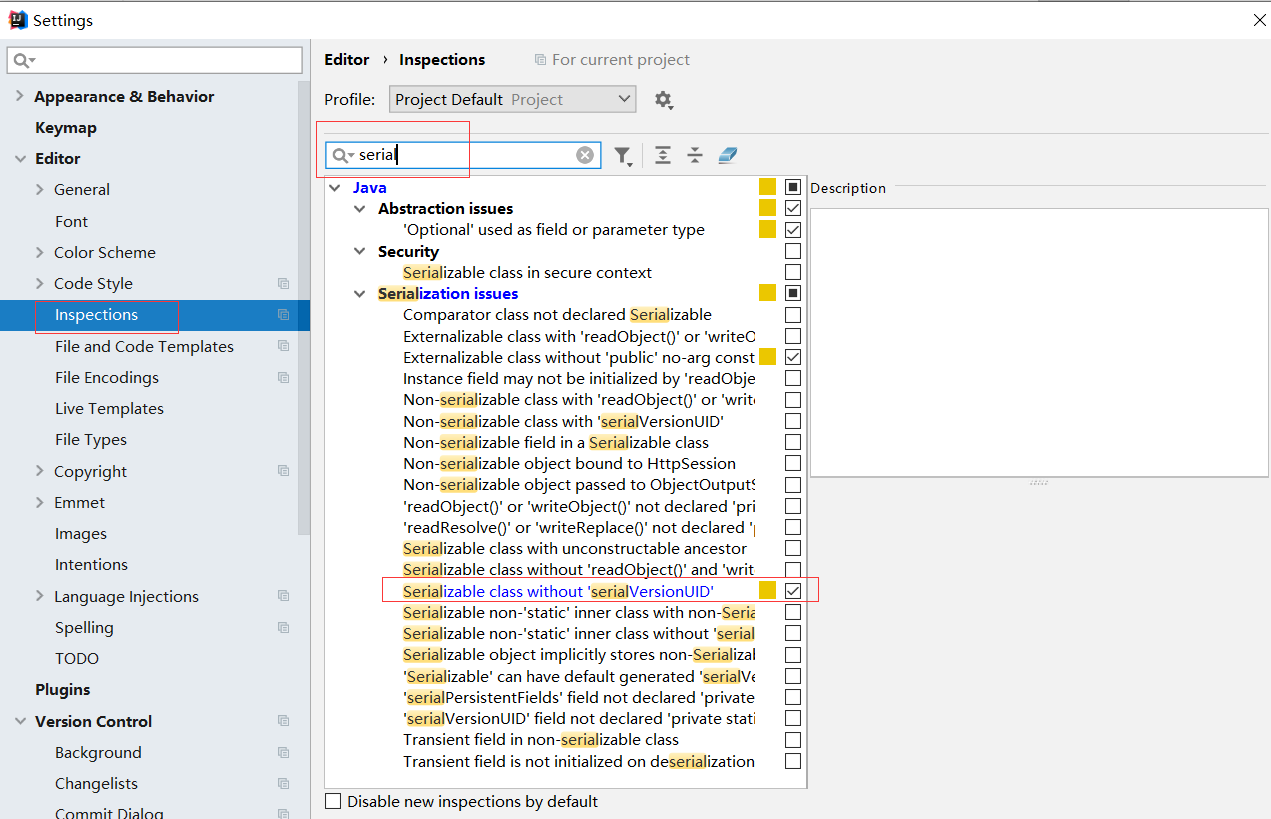 Settings
Appearance & Behavior
Keymap
Editor
General
Font
Color Scheme
Code Style
Inspections
File and Code Templates
File Encodings
Live Templates
File Types
Copyright
Emmet
Images
Intentions
Language Injections
Spelling
TODO
Plugins
Version Control
Background
Changelists
Commit Dialog
Editor › Inspections For current project
Profile: Project Default Project
serial
Java
Abstraction issues
'Optional' used as field or parameter type
Security
Serializable class in secure context
Serialization issues
Comparator class not declared Serializable
Externalizable class with 'readObject()' or 'writeO
Externalizable class without 'public' no-arg const
Instance field may not be initialized by 'readObje
Non-serializable class with 'readObject()' or 'write
Non-serializable class with 'serialVersionUID'
Non-serializable field in a Serializable class
Non-serializable object bound to HttpSession
Non-serializable object passed to ObjectOutputS
'readObject()' or 'writeObject()' not declared 'pri
'readResolve()' or 'writeReplace()' not declared 'p
Serializable class with unconstructable ancestor
Serializable class without 'readObject()' and 'writ
Serializable class without 'serialVersionUID'
Serializable non-'static' inner class with non-Seria
Serializable non-'static' inner class without 'serial
Serializable object implicitly stores non-Serializal
'Serializable' can have default generated 'serialVe
'serialPersistentFields' field not declared 'private
'serialVersionUID' field not declared 'private stati
Transient field in non-serializable class
Transient field is not initialized on deserialization
Disable new inspections by default
Description